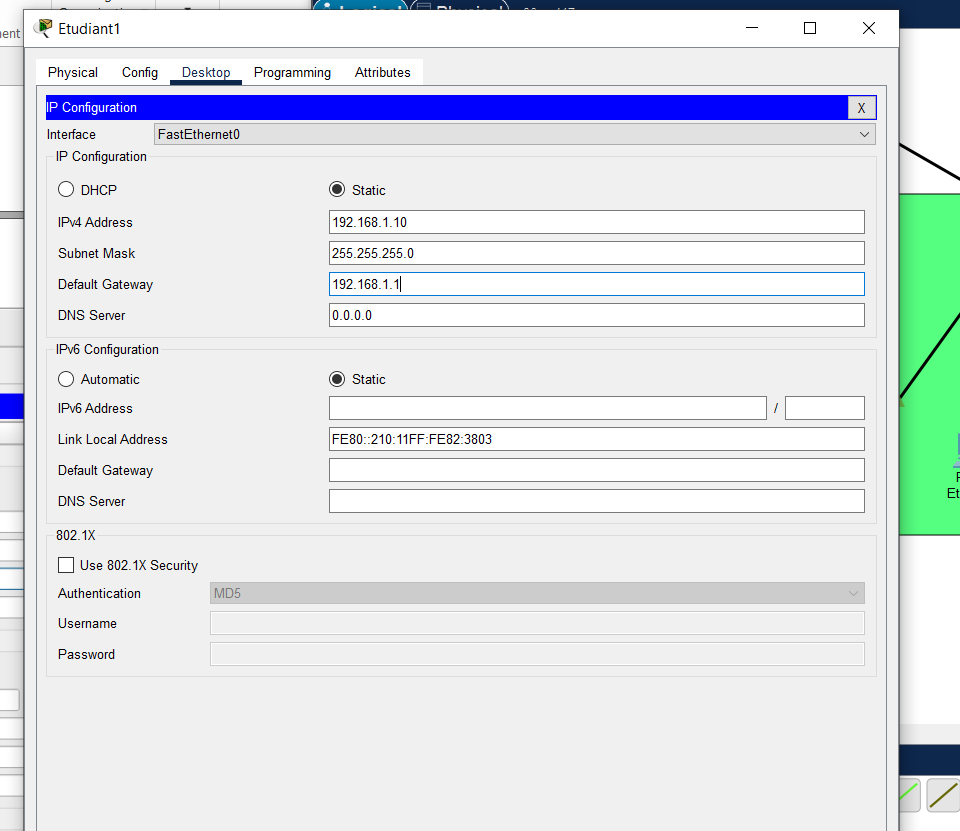 Etudiant1
Physical Config Desktop Programming Attributes
IP Configuration X
Interface FastEthernet0
IP Configuration
DHCP Static
IPv4 Address 192.168.1.10
Subnet Mask 255.255.255.0
Default Gateway 192.168.1.1
DNS Server 0.0.0.0
IPv6 Configuration
Automatic Static
IPv6 Address /
Link Local Address FE80::210:11FF:FE82:3803
Default Gateway
DNS Server
802.1X
Use 802.1X Security
Authentication MD5
Username
Password